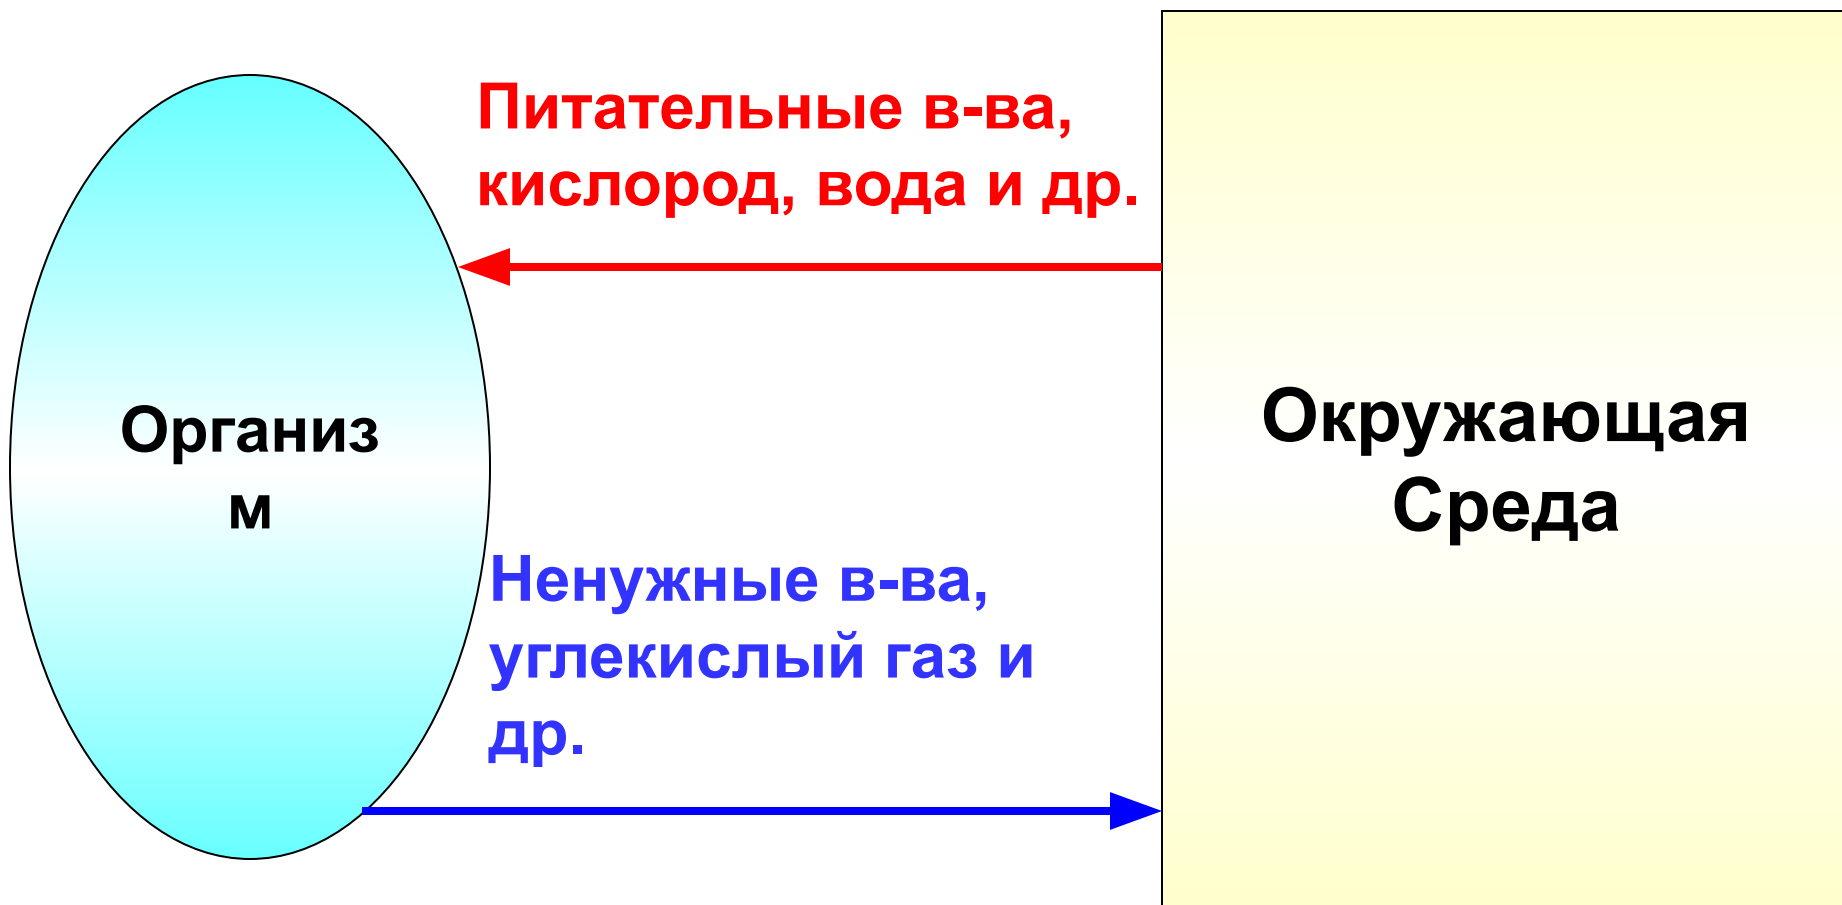 Питательные в-ва,
кислород, вода и др.
Организ
м
Окружающая
Среда
Ненужные в-ва,
углекислый газ и
др.